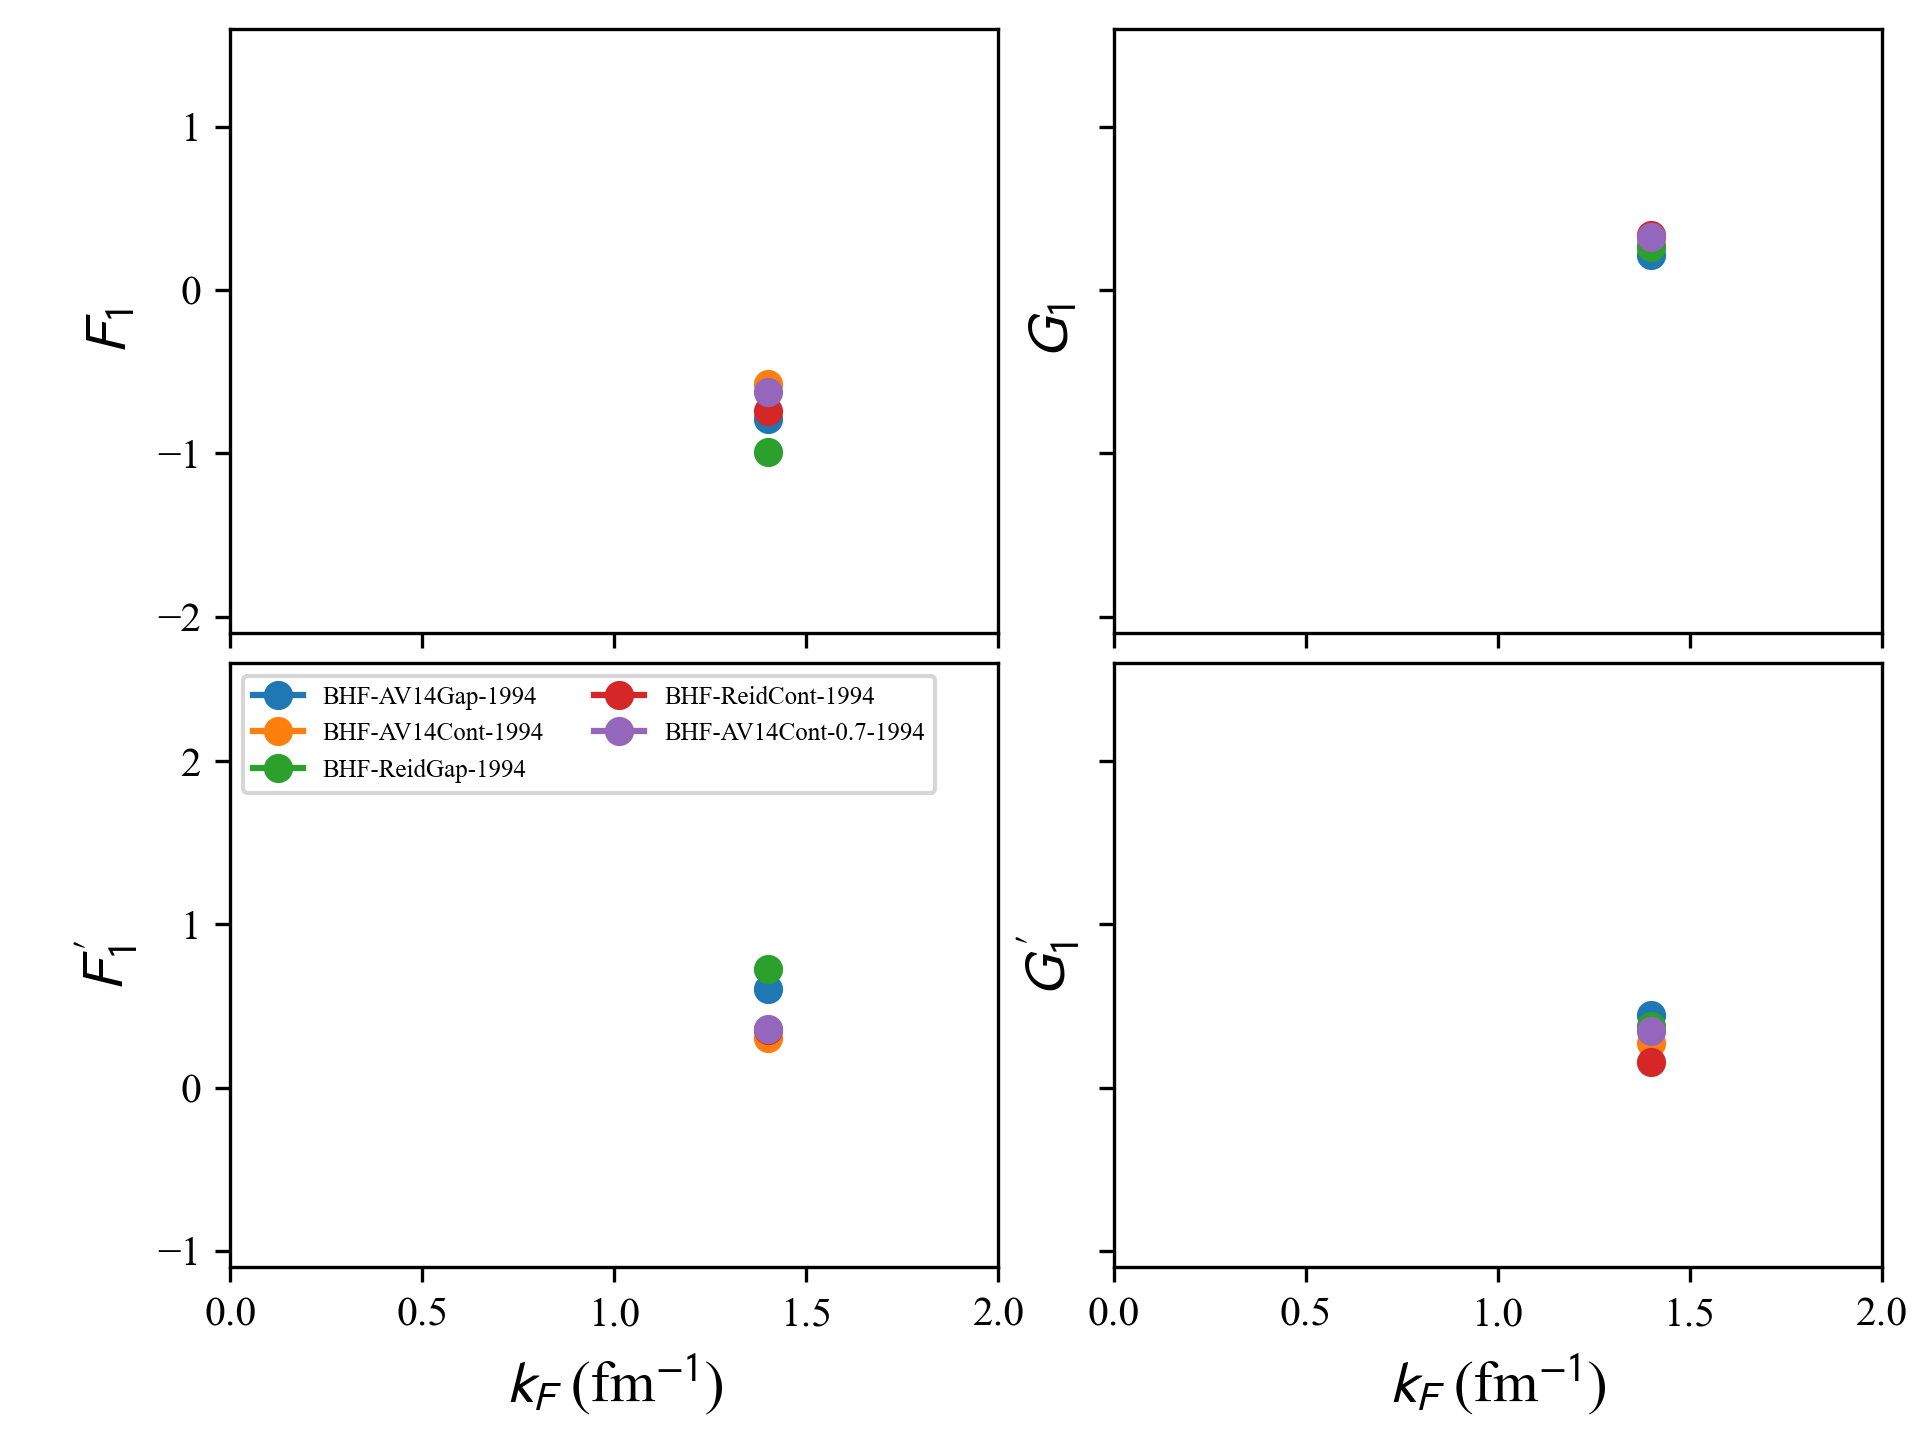 1
0
−1
−2
F₁
G₁
BHF-AV14Gap-1994
BHF-AV14Cont-1994
BHF-ReidGap-1994
BHF-ReidCont-1994
BHF-AV14Cont-0.7-1994
2
1
0
−1
F₁′
G₁′
0.0 0.5 1.0 1.5 2.0
0.0 0.5 1.0 1.5 2.0
k_F (fm⁻¹)
k_F (fm⁻¹)